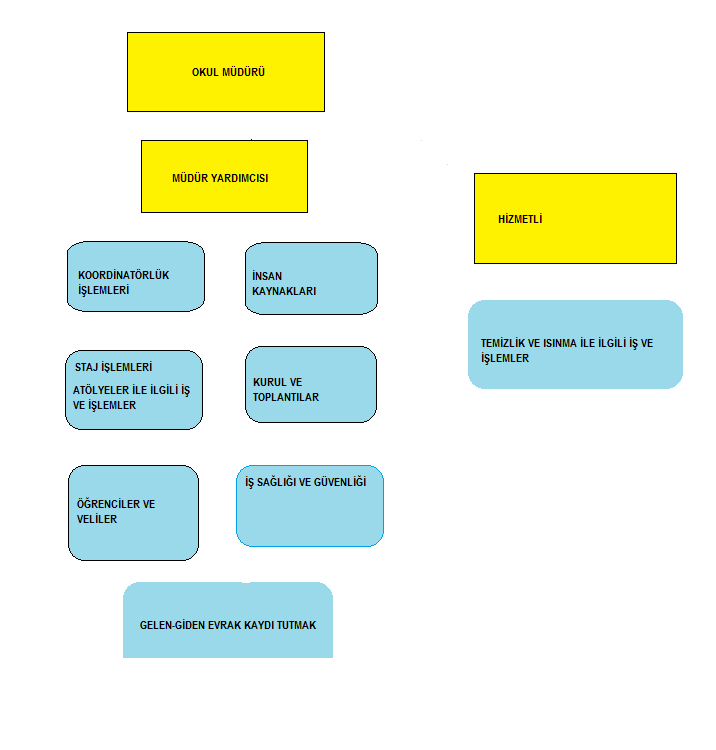 OKUL MÜDÜRÜ
MÜDÜR YARDIMCISI
HİZMETLİ
KOORDİNATÖRLÜK
İŞLEMLERİ
İNSAN
KAYNAKLARI
TEMİZLİK VE ISINMA İLE İLGİLİ İŞ VE
İŞLEMLER
STAJ İŞLEMLERİ
ATÖLYELER İLE İLGİLİ İŞ
VE İŞLEMLER
KURUL VE
TOPLANTILAR
ÖĞRENCİLER VE
VELİLER
İŞ SAĞLIĞI VE GÜVENLİĞİ
GELEN-GİDEN EVRAK KAYDI TUTMAK